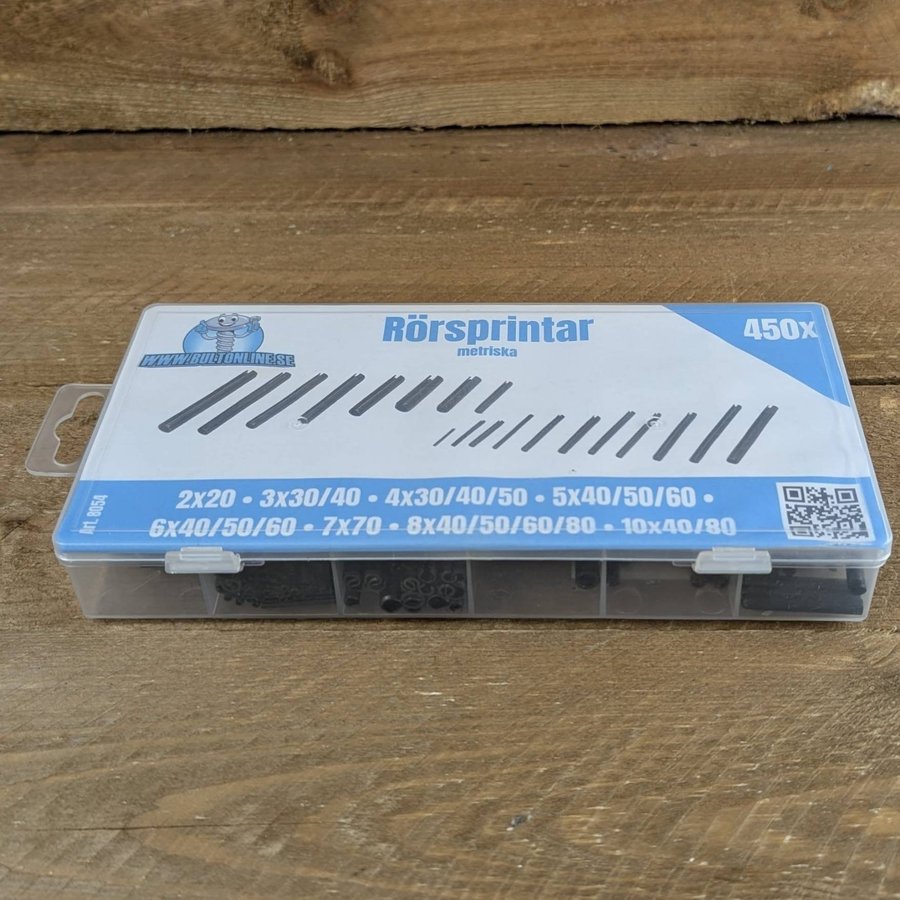 WWW.BULTONLINE.SE
Rörsprintar
metriska
450x
2x20 • 3x30/40 • 4x30/40/50 • 5x40/50/60 •
6x40/50/60 • 7x70 • 8x40/50/60/80 • 10x40/80
Art. 8054